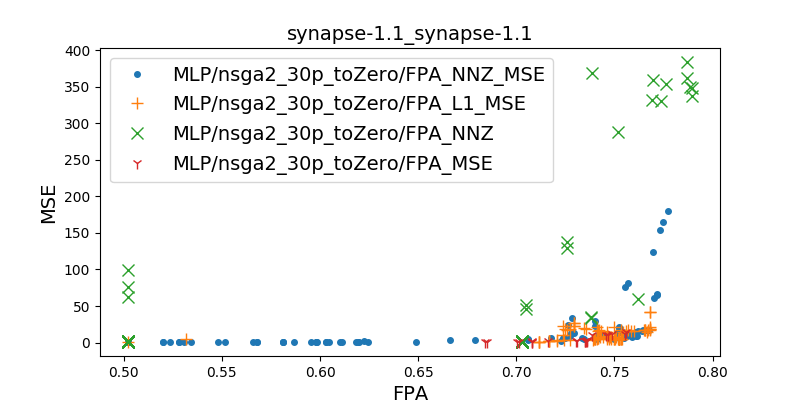 synapse-1.1_synapse-1.1
400
350
300
250
200
150
100
50
0
MSE
MLP/nsga2_30p_toZero/FPA_NNZ_MSE
MLP/nsga2_30p_toZero/FPA_L1_MSE
MLP/nsga2_30p_toZero/FPA_NNZ
MLP/nsga2_30p_toZero/FPA_MSE
0.50 0.55 0.60 0.65 0.70 0.75 0.80
FPA